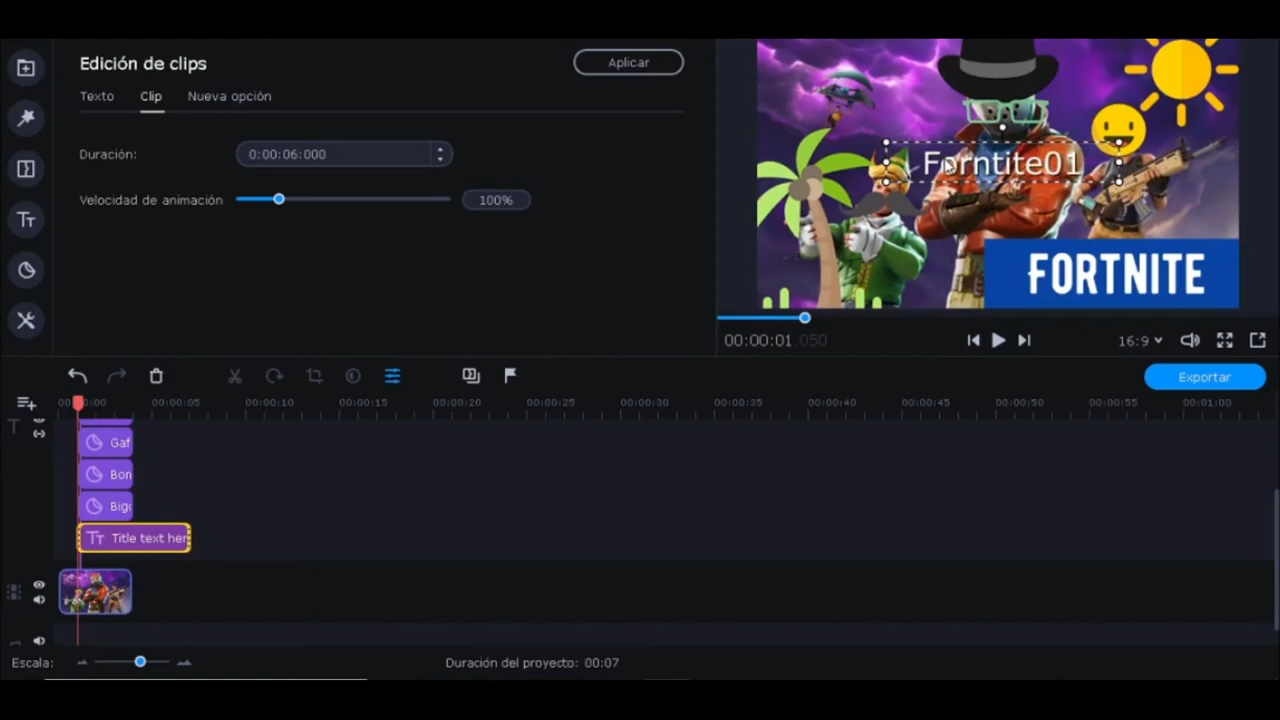 Edición de clips
Aplicar
Texto Clip Nueva opción
Duración: 0:00:06:000
Velocidad de animación 100%
Forntite01
FORTNITE
00:00:01.050
16:9
Exportar
00:00:00 00:00:05 00:00:10 00:00:15 00:00:20 00:00:25 00:00:30 00:00:35 00:00:40 00:00:45 00:00:50 00:00:55 00:01:00
Gaf
Bon
Big
Title text her
Escala:
Duración del proyecto: 00:07